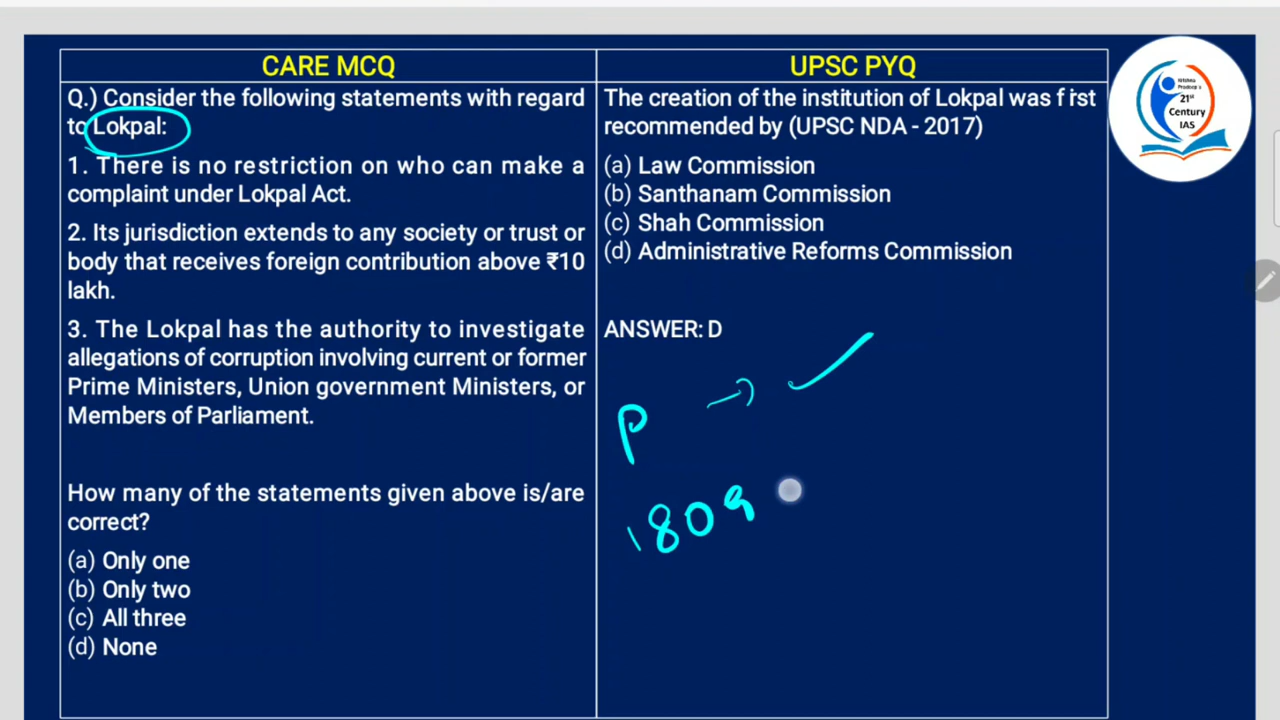 CARE MCQ
Q.) Consider the following statements with regard
to Lokpal:
1. There is no restriction on who can make a
complaint under Lokpal Act.
2. Its jurisdiction extends to any society or trust or
body that receives foreign contribution above ₹10
lakh.
3. The Lokpal has the authority to investigate
allegations of corruption involving current or former
Prime Ministers, Union government Ministers, or
Members of Parliament.
How many of the statements given above is/are
correct?
(a) Only one
(b) Only two
(c) All three
(d) None
UPSC PYQ
The creation of the institution of Lokpal was first
recommended by (UPSC NDA - 2017)
(a) Law Commission
(b) Santhanam Commission
(c) Shah Commission
(d) Administrative Reforms Commission
ANSWER: D
P
1809
Krishna
Pradeep's
21st
Century
IAS